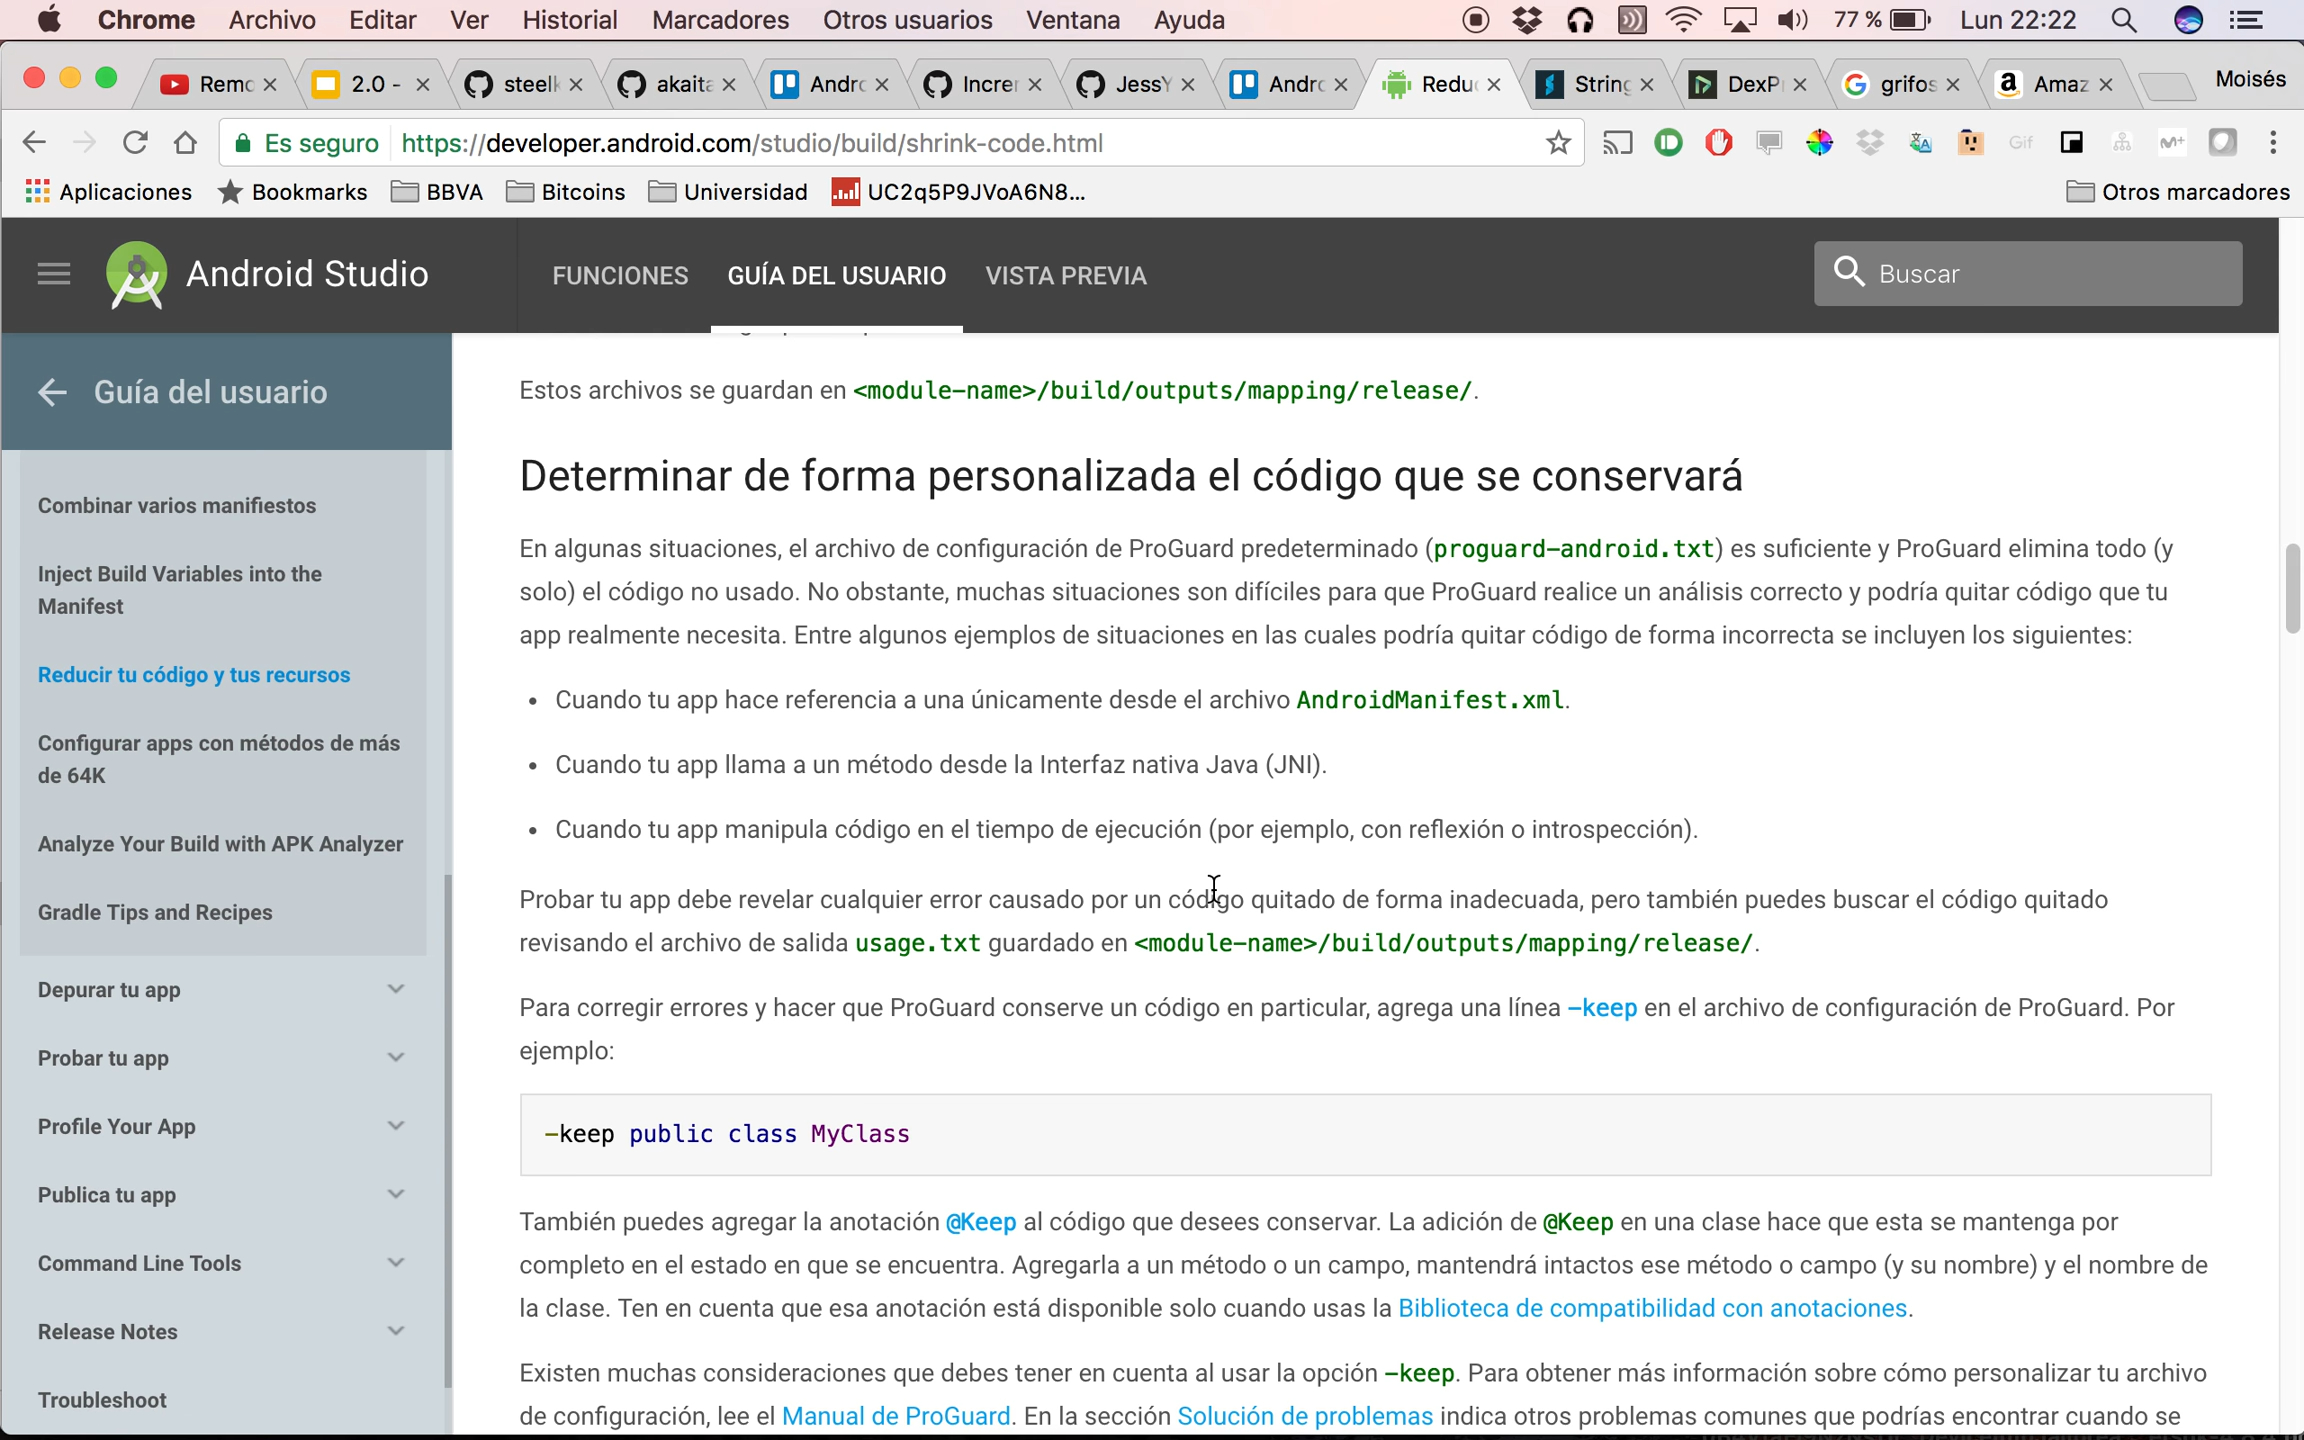 Chrome Archivo Editar Ver Historial Marcadores Otros usuarios Ventana Ayuda 77 % Lun 22:22
Remo 2.0 - steelk akaita Andro Increr JessY Andro Redu String DexP grifos Amaz Moisés
Es seguro https://developer.android.com/studio/build/shrink-code.html Gif M+
Aplicaciones Bookmarks BBVA Bitcoins Universidad UC2q5P9JVoA6N8... Otros marcadores
Android Studio FUNCIONES GUÍA DEL USUARIO VISTA PREVIA Buscar
Guía del usuario
Combinar varios manifiestos
Inject Build Variables into the
Manifest
Reducir tu código y tus recursos
Configurar apps con métodos de más
de 64K
Analyze Your Build with APK Analyzer
Gradle Tips and Recipes
Depurar tu app
Probar tu app
Profile Your App
Publica tu app
Command Line Tools
Release Notes
Troubleshoot
Estos archivos se guardan en <module-name>/build/outputs/mapping/release/.
Determinar de forma personalizada el código que se conservará
En algunas situaciones, el archivo de configuración de ProGuard predeterminado (proguard-android.txt) es suficiente y ProGuard elimina todo (y
solo) el código no usado. No obstante, muchas situaciones son difíciles para que ProGuard realice un análisis correcto y podría quitar código que tu
app realmente necesita. Entre algunos ejemplos de situaciones en las cuales podría quitar código de forma incorrecta se incluyen los siguientes:
• Cuando tu app hace referencia a una únicamente desde el archivo AndroidManifest.xml.
• Cuando tu app llama a un método desde la Interfaz nativa Java (JNI).
• Cuando tu app manipula código en el tiempo de ejecución (por ejemplo, con reflexión o introspección).
Probar tu app debe revelar cualquier error causado por un código quitado de forma inadecuada, pero también puedes buscar el código quitado
revisando el archivo de salida usage.txt guardado en <module-name>/build/outputs/mapping/release/.
Para corregir errores y hacer que ProGuard conserve un código en particular, agrega una línea -keep en el archivo de configuración de ProGuard. Por
ejemplo:
-keep public class MyClass
También puedes agregar la anotación @Keep al código que desees conservar. La adición de @Keep en una clase hace que esta se mantenga por
completo en el estado en que se encuentra. Agregarla a un método o un campo, mantendrá intactos ese método o campo (y su nombre) y el nombre de
la clase. Ten en cuenta que esa anotación está disponible solo cuando usas la Biblioteca de compatibilidad con anotaciones.
Existen muchas consideraciones que debes tener en cuenta al usar la opción -keep. Para obtener más información sobre cómo personalizar tu archivo
de configuración, lee el Manual de ProGuard. En la sección Solución de problemas indica otros problemas comunes que podrías encontrar cuando se